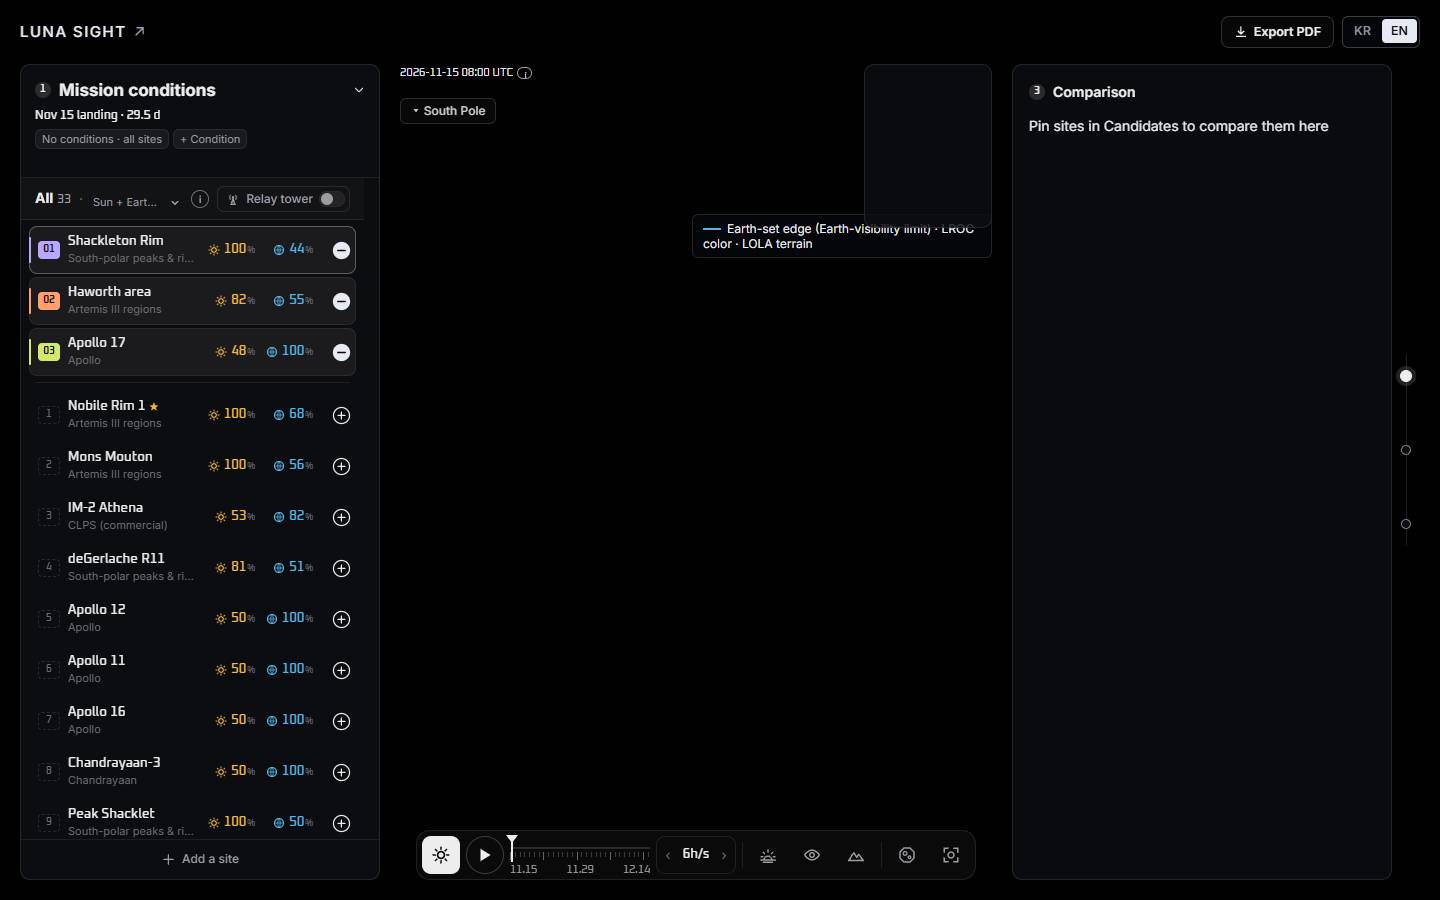 LUNA SIGHT
Export PDF
KR EN
1 Mission conditions
Nov 15 landing · 29.5 d
No conditions · all sites + Condition
All 33 · Sun + Eart... Relay tower
01 Shackleton Rim 100% 44%
South-polar peaks & ri...
02 Haworth area 82% 55%
Artemis III regions
03 Apollo 17 48% 100%
Apollo
1 Nobile Rim 1 ★ 100% 68%
Artemis III regions
2 Mons Mouton 100% 56%
Artemis III regions
3 IM-2 Athena 53% 82%
CLPS (commercial)
4 deGerlache R11 81% 51%
South-polar peaks & ri...
5 Apollo 12 50% 100%
Apollo
6 Apollo 11 50% 100%
Apollo
7 Apollo 16 50% 100%
Apollo
8 Chandrayaan-3 50% 100%
Chandrayaan
9 Peak Shacklet 100% 50%
South-polar peaks & ri...
+ Add a site
2026-11-15 08:00 UTC
South Pole
Earth-set edge (Earth-visibility limit) · LROC
color · LOLA terrain
6h/s
11.15 11.29 12.14
3 Comparison
Pin sites in Candidates to compare them here